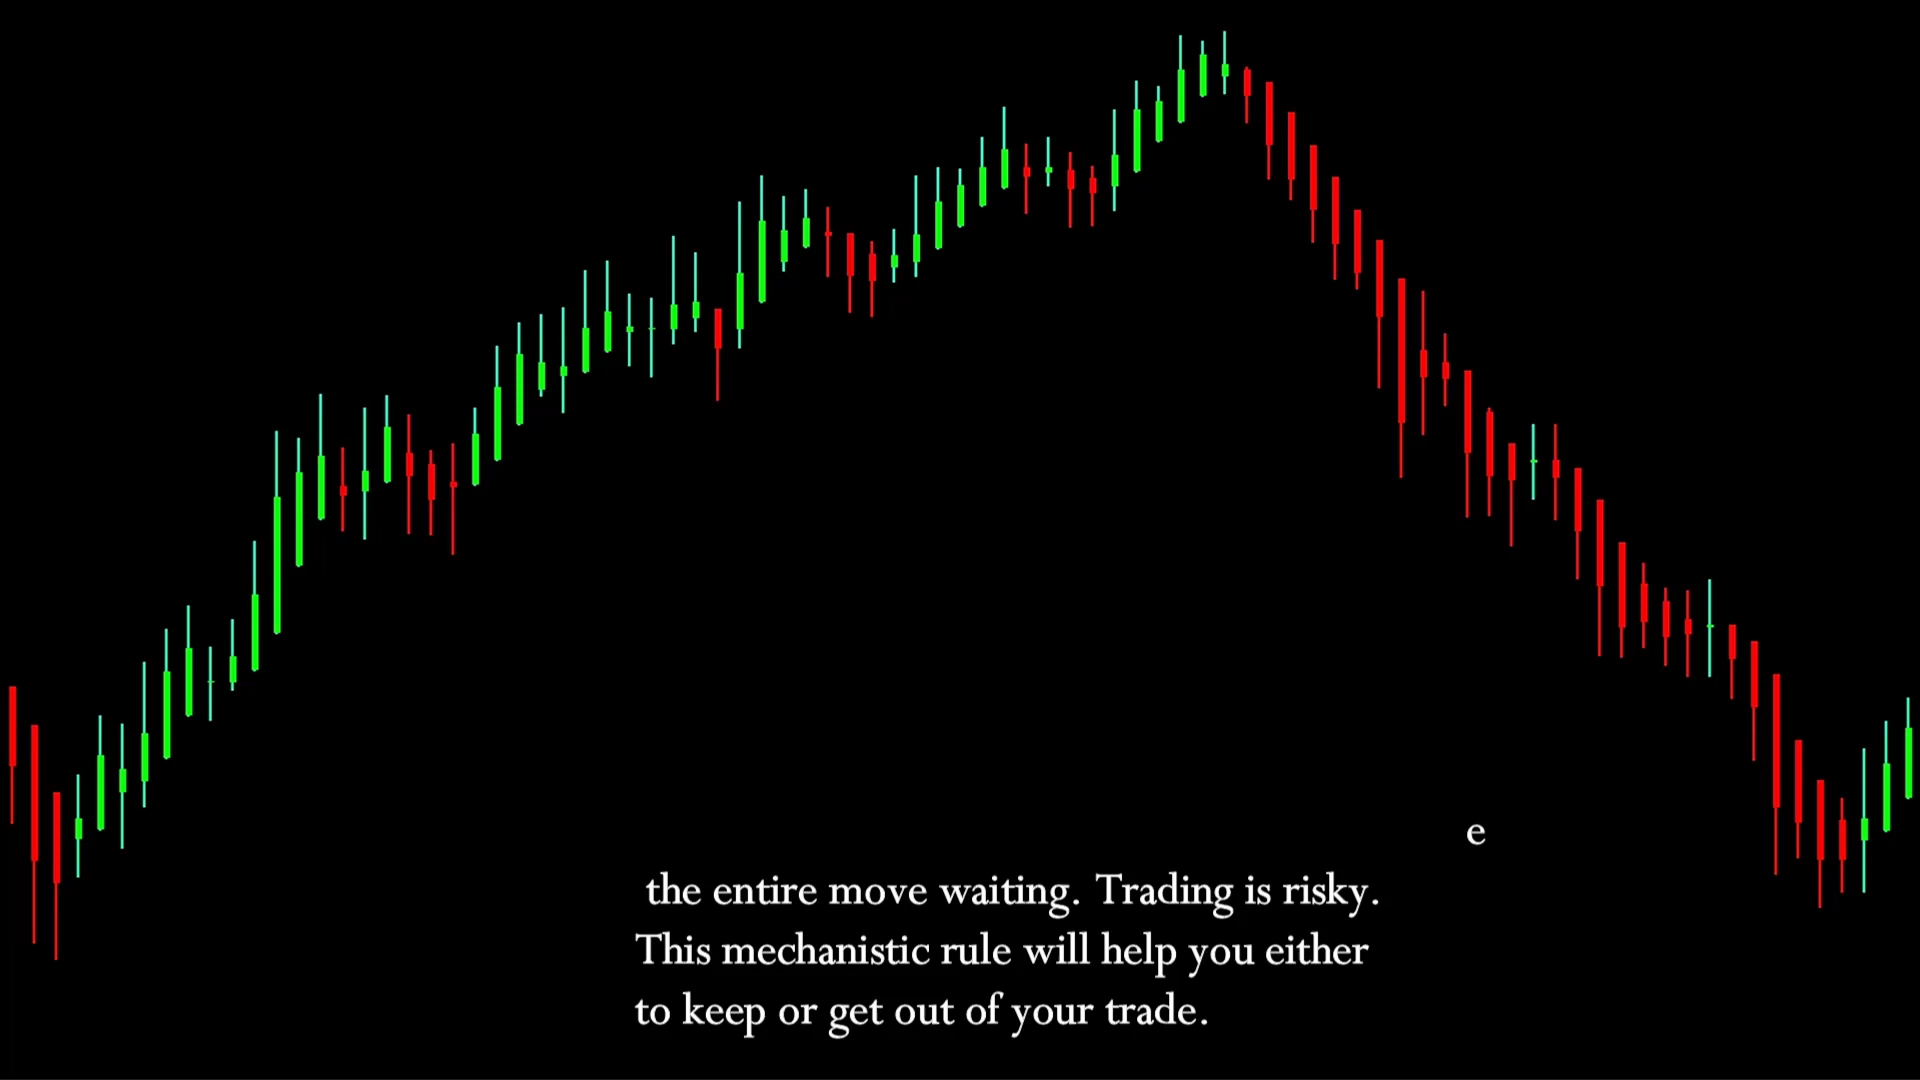 e
the entire move waiting. Trading is risky.
This mechanistic rule will help you either
to keep or get out of your trade.